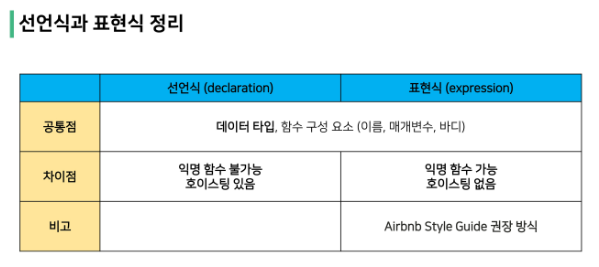 선언식과 표현식 정리
선언식 (declaration) 표현식 (expression)
공통점 데이터 타입, 함수 구성 요소 (이름, 매개변수, 바디)
차이점 익명 함수 불가능 익명 함수 가능
호이스팅 있음 호이스팅 없음
비고 Airbnb Style Guide 권장 방식